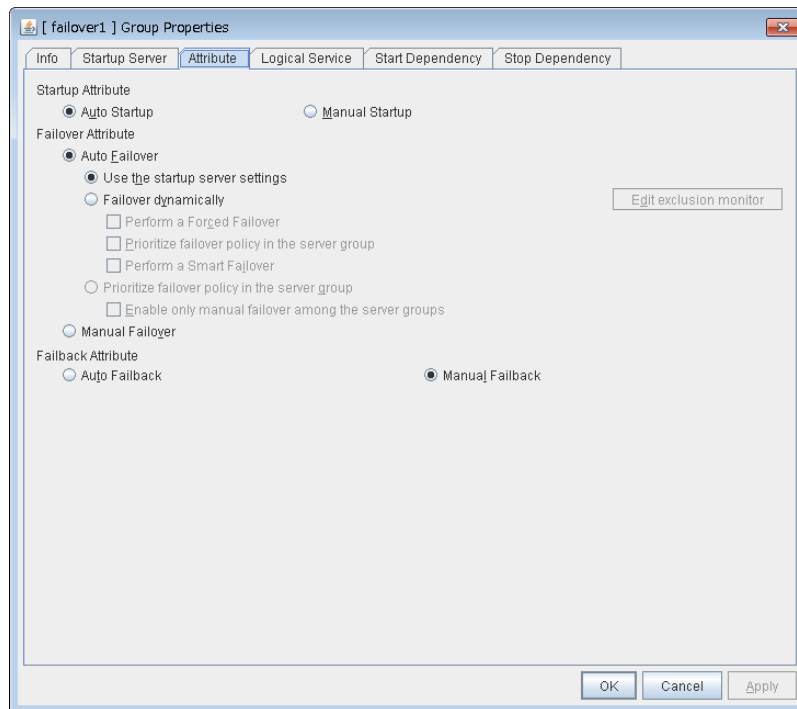 [ failover1 ] Group Properties
Info Startup Server Attribute Logical Service Start Dependency Stop Dependency
Startup Attribute
Auto Startup Manual Startup
Failover Attribute
Auto Failover
Use the startup server settings
Failover dynamically Edit exclusion monitor
Perform a Forced Failover
Prioritize failover policy in the server group
Perform a Smart Failover
Prioritize failover policy in the server group
Enable only manual failover among the server groups
Manual Failover
Failback Attribute
Auto Failback Manual Failback
OK Cancel Apply